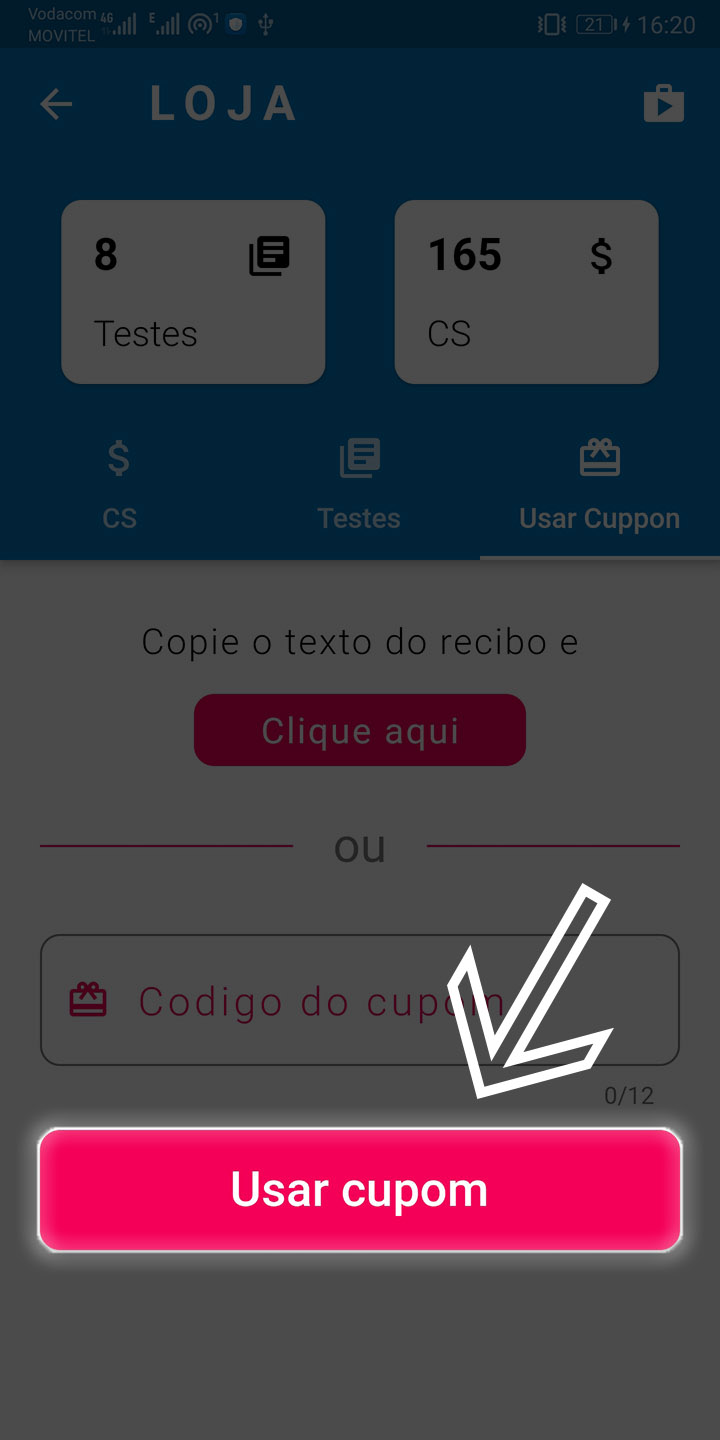 Vodacom 4G E 1 21 16:20
MOVITEL
LOJA
8 165 $
Testes CS
$
CS Testes Usar Cuppon
Copie o texto do recibo e
Clique aqui
ou
Codigo do cupom
0/12
Usar cupom